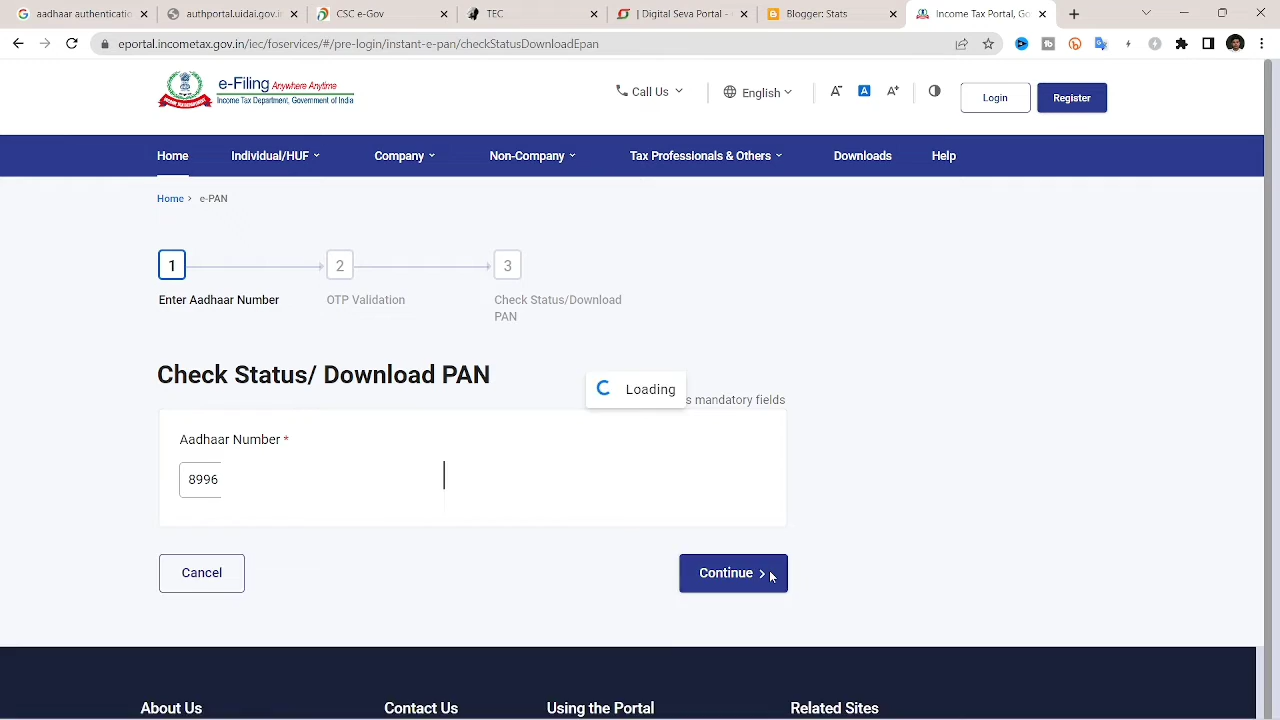 aadhar authenticatio
authportal.uidai.gov.i
CSC e-Gov
TEC
| Digital Seva Portal -
Blogger: Stats
Income Tax Portal, Go
eportal.incometax.gov.in/iec/foservices/#/pre-login/instant-e-pan/checkStatusDownloadEpan
e-Filing Anywhere Anytime
Income Tax Department, Government of India
Call Us
English
A-
A
A+
Login
Register
Home
Individual/HUF
Company
Non-Company
Tax Professionals & Others
Downloads
Help
Home > e-PAN
1
2
3
Enter Aadhaar Number
OTP Validation
Check Status/Download
PAN
Check Status/ Download PAN
Loading
s mandatory fields
Aadhaar Number *
8996
Cancel
Continue >
About Us
Contact Us
Using the Portal
Related Sites